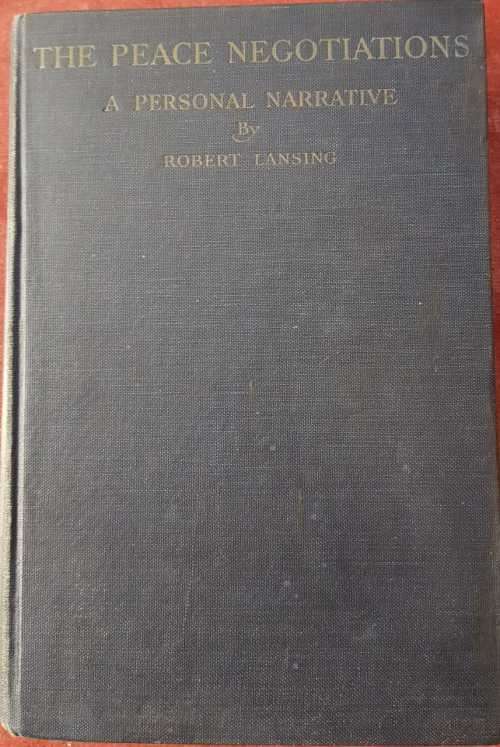 THE PEACE NEGOTIATIONS
A PERSONAL NARRATIVE
By
ROBERT LANSING